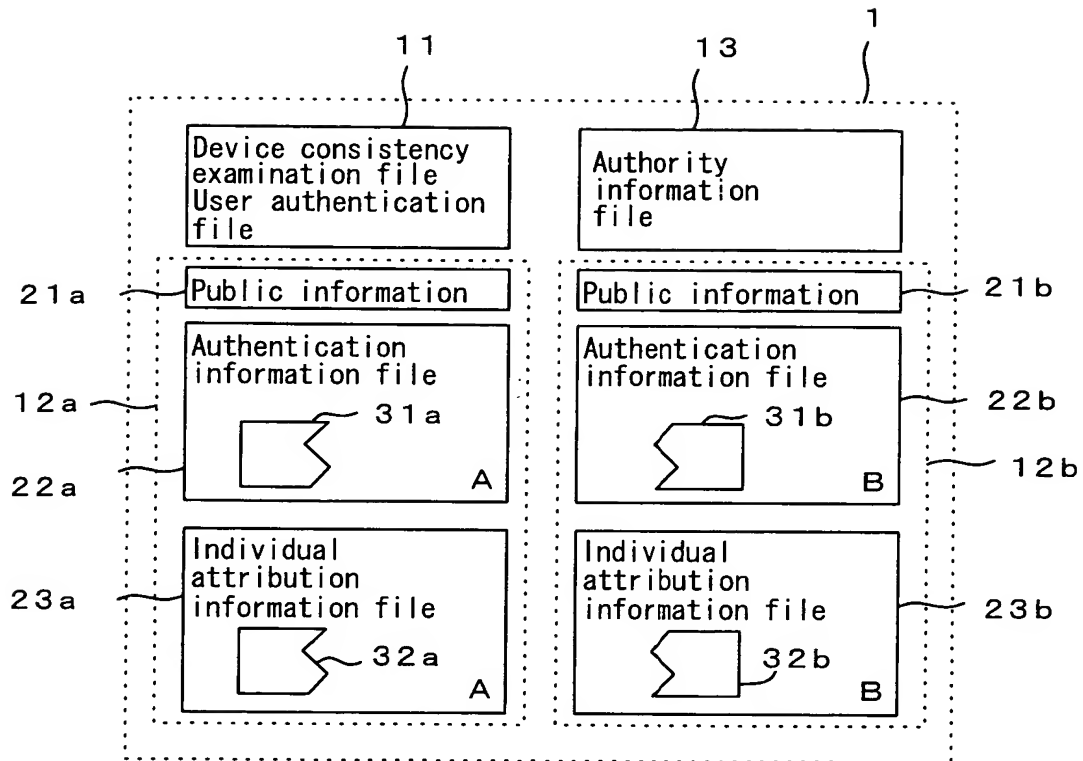 1
11
13
Device consistency
examination file
User authentication
file
Authority
information
file
21a
Public information
Public information
21b
Authentication
information file
Authentication
information file
12a
31a
31b
22b
22a
A
B
12b
Individual
attribution
information file
Individual
attribution
information file
23a
23b
32a
32b
A
B